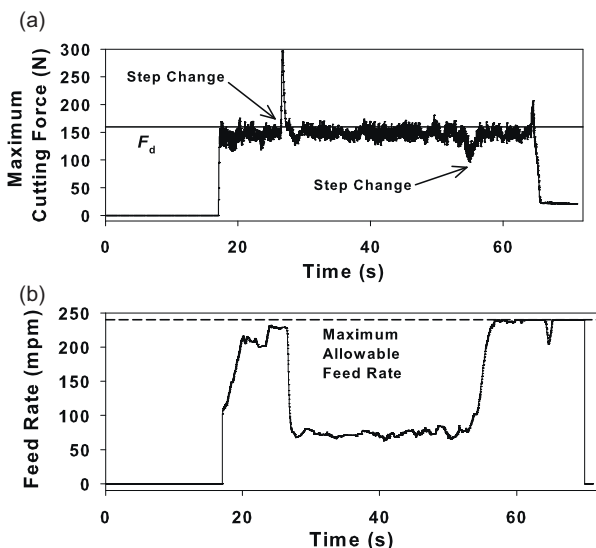 (a)
Maximum
Cutting Force (N)
300
250
200
150
100
50
0
Step Change
F_d
Step Change
0
20
40
60
Time (s)
(b)
Feed Rate (mpm)
250
200
150
100
50
0
Maximum
Allowable
Feed Rate
0
20
40
60
Time (s)